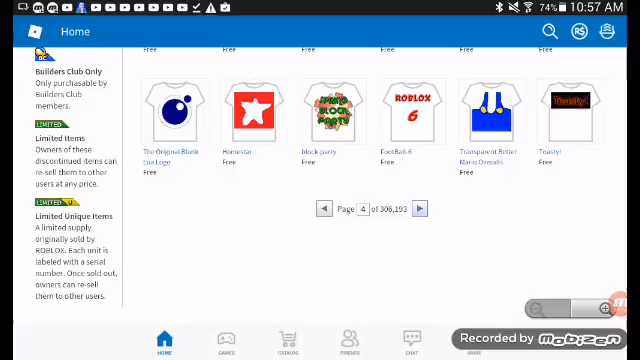 74% 10:57 AM
Home
Free Free Free Free Free Free
Builders Club Only
Only purchasable by
Builders Club
members.
LIMITED
Limited Items
Owners of these
discontinued items can
re-sell them to other
users at any price.
LIMITED U
Limited Unique Items
A limited supply
originally sold by
ROBLOX. Each unit is
labeled with a serial
number. Once sold out,
owners can re-sell
them to other users.
ROBLOX
6
BLOCK
PARTY
Toasty!
The Original Blank
Lua Logo
Free
Homestar
Free
block-party
Free
FootBall 6
Free
Transparent Better
Mario Overalls
Free
Toasty!
Free
Page 4 of 306,193
HOME GAMES CATALOG FRIENDS CHAT MORE
Recorded by Mobizen